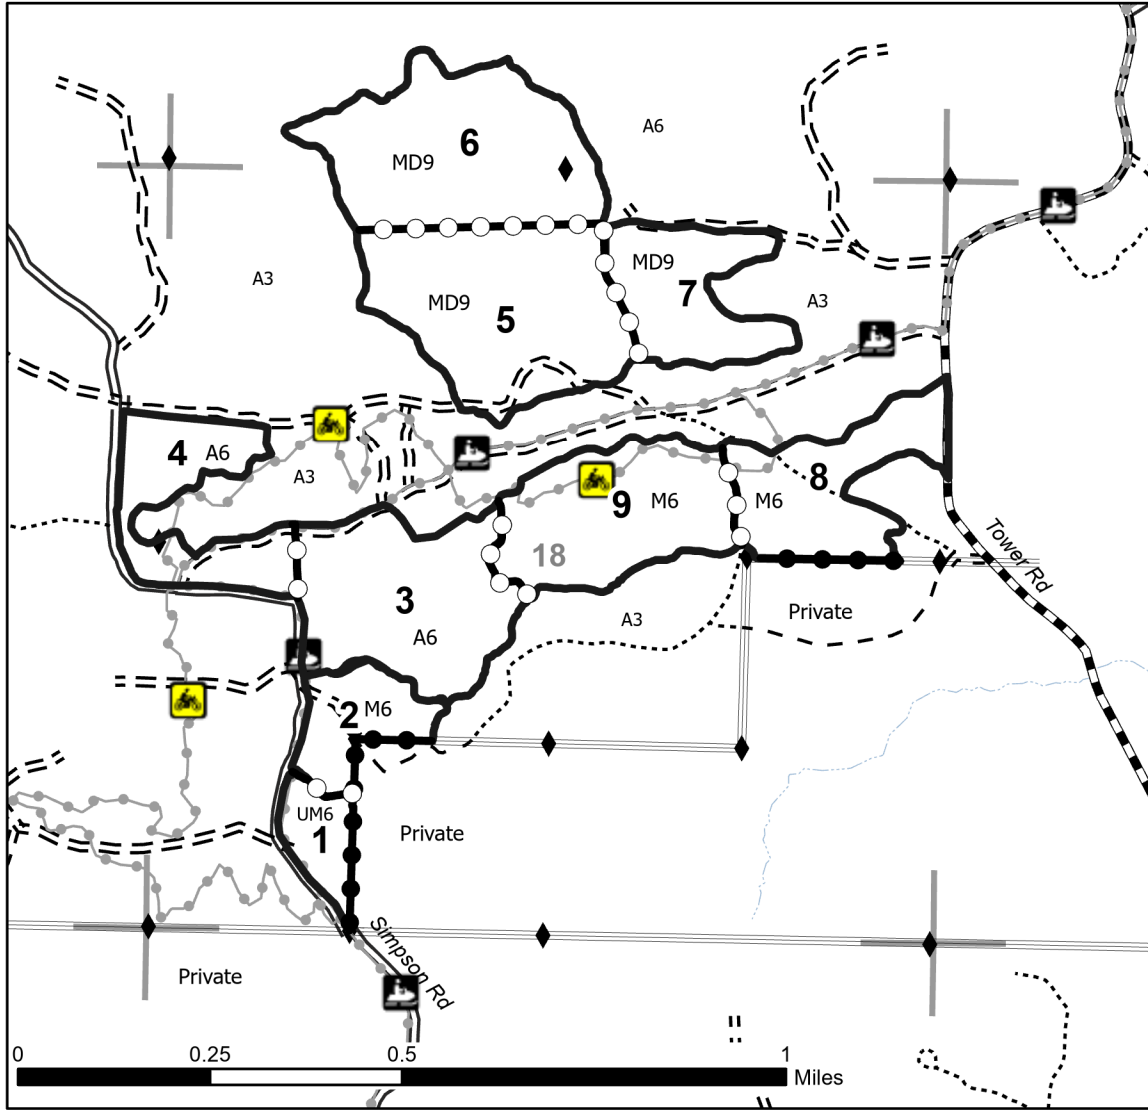 A6
6
MD9
MD9
A3
7
A3
MD9
5
4
A6
A3
8
9
M6
M6
18
Tower Rd
3
A3
Private
A6
2
M6
UM6
1
Private
Simpson Rd
Private
0 0.25 0.5 1
Miles